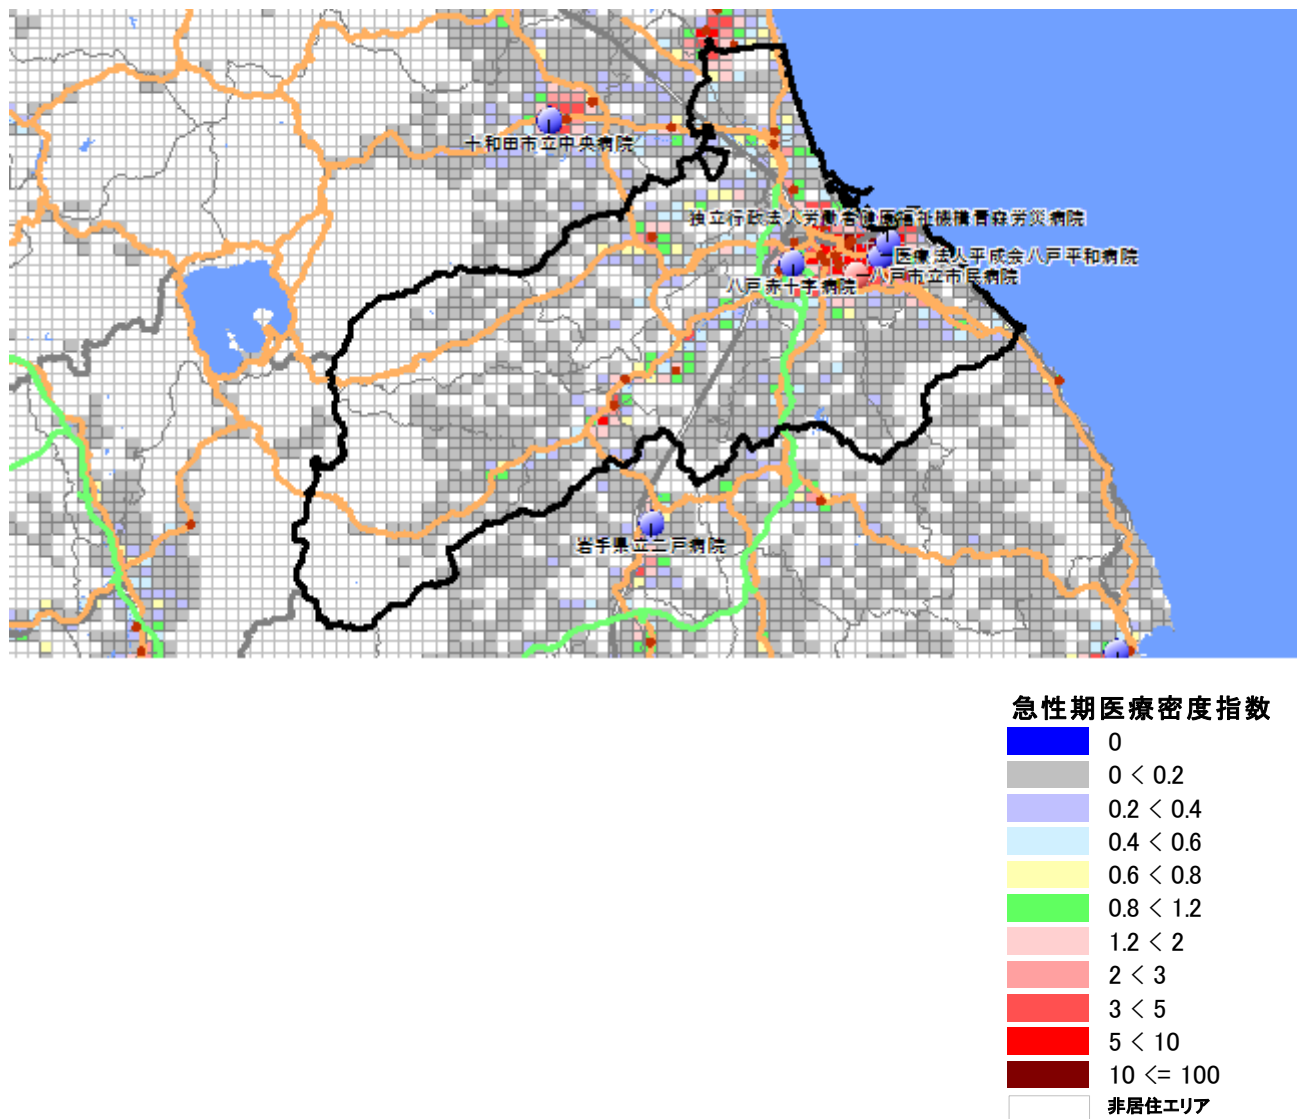 十和田市立中央病院
独立行政法人労働者健康福祉機構青森労災病院
医療法人平成会八戸平和病院
八戸市立市民病院
八戸赤十字病院
岩手県立二戸病院
急性期医療密度指数
0
0 < 0.2
0.2 < 0.4
0.4 < 0.6
0.6 < 0.8
0.8 < 1.2
1.2 < 2
2 < 3
3 < 5
5 < 10
10 <= 100
非居住エリア